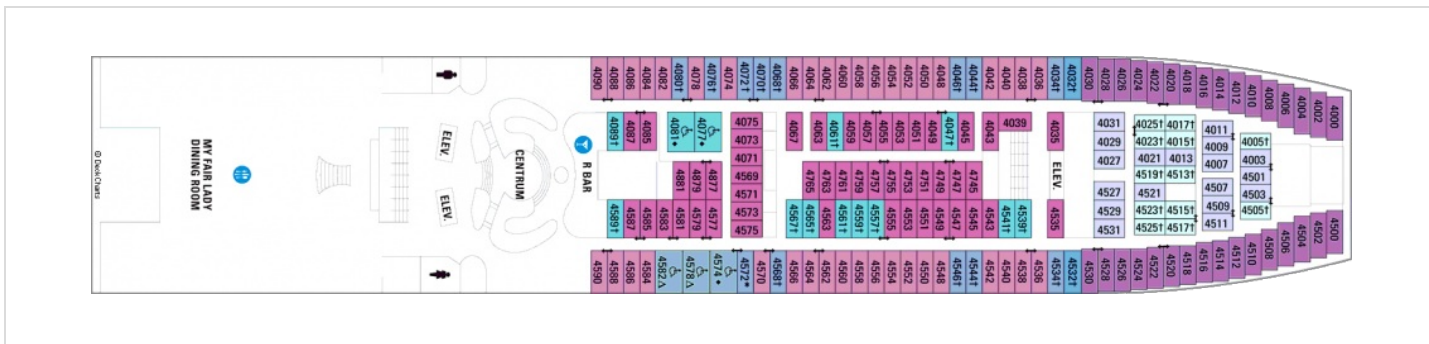 © Deck Charts
MY FAIR LADY
DINING ROOM
ELEV.
ELEV.
CENTRUM
R BAR
ELEV.
4090 4088 4086 4084 4082 4080† 4078 4076† 4074 4072† 4070† 4068† 4066 4064 4062 4060 4058 4056 4054 4052 4050 4048 4046† 4044† 4042 4040 4038 4036 4034† 4032† 4030 4028 4026 4024 4022 4020 4018 4016 4014 4012 4010 4008 4006 4004 4002 4000
4089† 4087 4085 4081• 4077• 4075 4067 4063 4061† 4059 4057 4055 4053 4051 4049 4047† 4045 4043 4039 4035 4031 4025† 4017† 4011 4005†
4073 4029 4023† 4015† 4009 4003
4071 4027 4021 4013 4007 4501
4881 4879 4877 4569 4765 4763 4761 4759 4757 4755 4753 4751 4749 4747 4745 4527 4519† 4513† 4507 4503
4571 4529 4521 4509 4505†
4573 4531 4523† 4515† 4511
4589† 4587 4585 4583 4581 4579 4577 4575 4567† 4565† 4563 4561† 4559† 4557† 4555 4553 4551 4549 4547 4545 4543 4541† 4539† 4535 4525† 4517†
4590 4588 4586 4584 4582Δ 4578Δ 4574• 4572* 4570 4568† 4566 4564 4562 4560 4558 4556 4554 4552 4550 4548 4546† 4544† 4542 4540 4538 4536 4534† 4532† 4530 4528 4526 4524 4522 4520 4518 4516 4514 4512 4510 4508 4506 4504 4502 4500